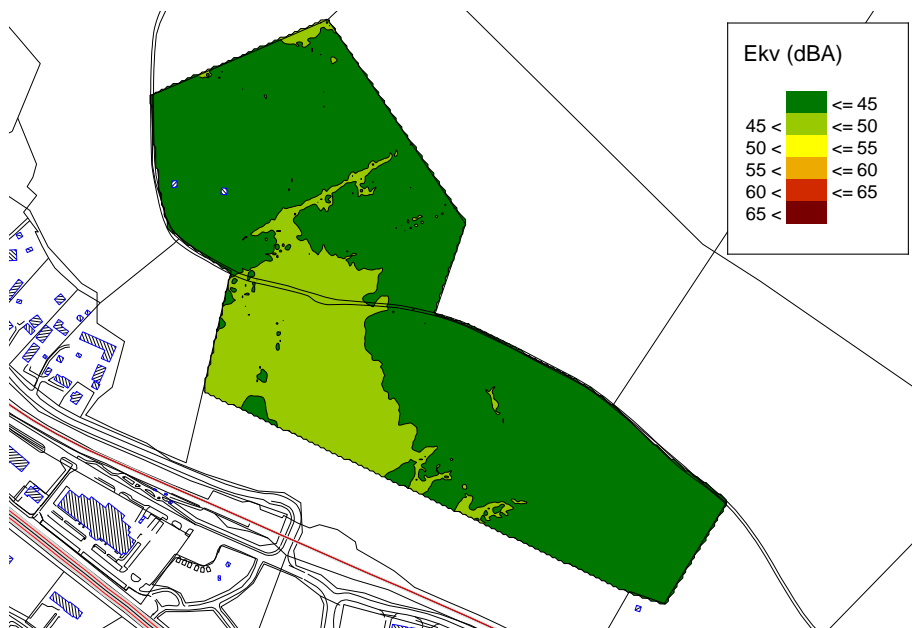 Ekv (dBA)
<= 45
45 < <= 50
50 < <= 55
55 < <= 60
60 < <= 65
65 <